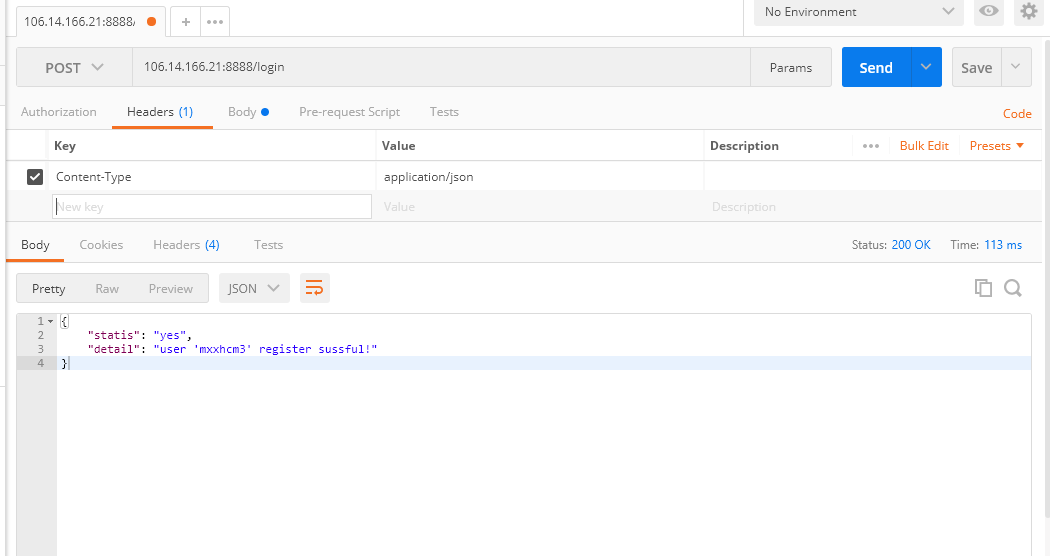 106.14.166.21:8888/
+
•••
No Environment
POST
106.14.166.21:8888/login
Params
Send
Save
Authorization
Headers (1)
Body
Pre-request Script
Tests
Code
Key
Value
Description
•••
Bulk Edit
Presets
Content-Type
application/json
New key
Value
Description
Body
Cookies
Headers (4)
Tests
Status: 200 OK
Time: 113 ms
Pretty
Raw
Preview
JSON
1 {
2 "statis": "yes",
3 "detail": "user 'mxxhcm3' register sussful!"
4 }